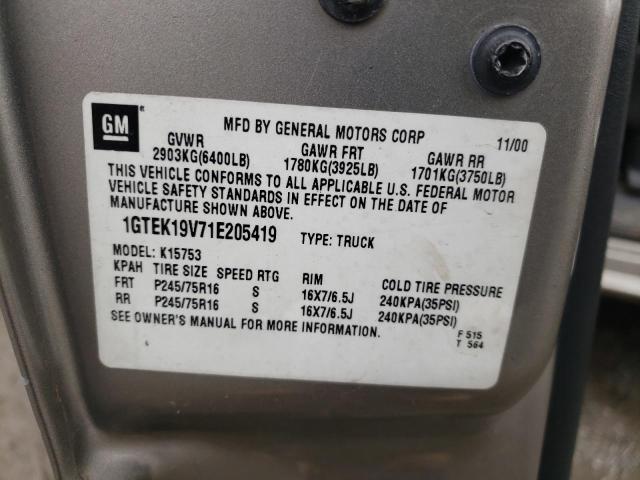 GM ®
MFD BY GENERAL MOTORS CORP 11/00
GVWR GAWR FRT GAWR RR
2903KG(6400LB) 1780KG(3925LB) 1701KG(3750LB)
THIS VEHICLE CONFORMS TO ALL APPLICABLE U.S. FEDERAL MOTOR
VEHICLE SAFETY STANDARDS IN EFFECT ON THE DATE OF
MANUFACTURE SHOWN ABOVE.
1GTEK19V71E205419 TYPE: TRUCK
MODEL: K15753
KPAH TIRE SIZE SPEED RTG RIM COLD TIRE PRESSURE
FRT P245/75R16 S 16X7/6.5J 240KPA(35PSI)
RR P245/75R16 S 16X7/6.5J 240KPA(35PSI)
SEE OWNER'S MANUAL FOR MORE INFORMATION.
F 515
T 564